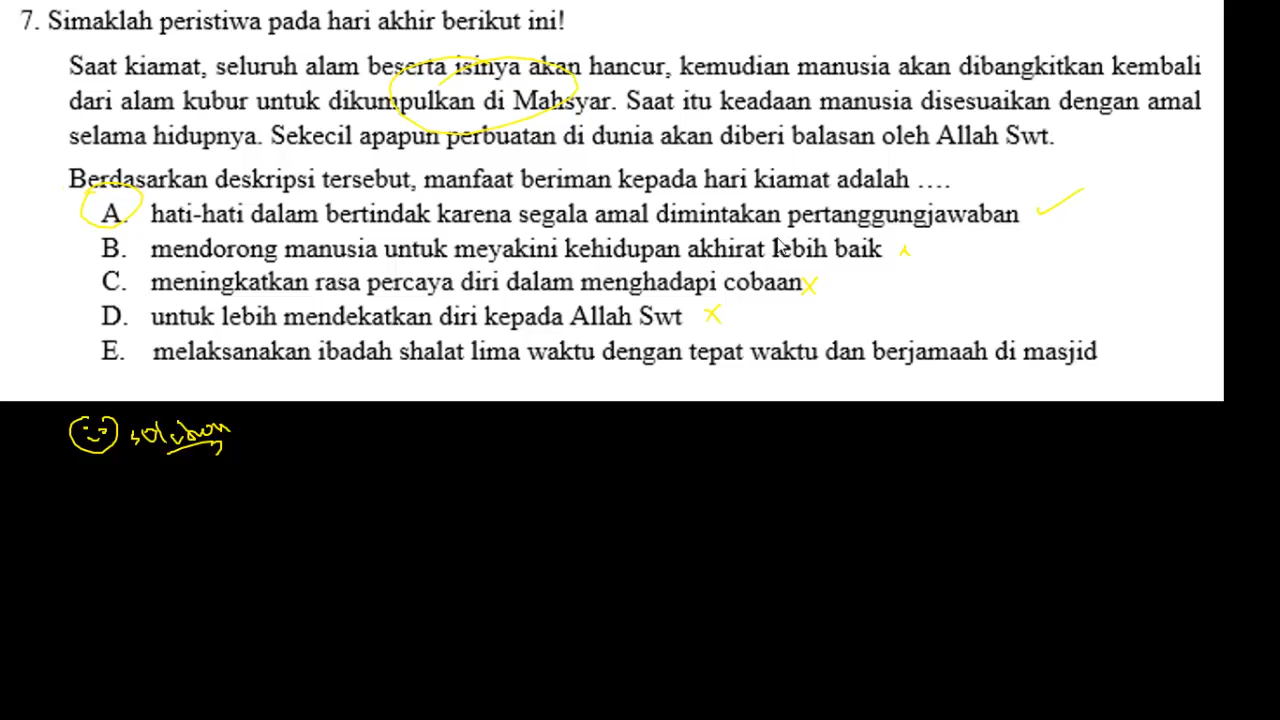 7. Simaklah peristiwa pada hari akhir berikut ini!
Saat kiamat, seluruh alam beserta isinya akan hancur, kemudian manusia akan dibangkitkan kembali
dari alam kubur untuk dikumpulkan di Mahsyar. Saat itu keadaan manusia disesuaikan dengan amal
selama hidupnya. Sekecil apapun perbuatan di dunia akan diberi balasan oleh Allah Swt.
Berdasarkan deskripsi tersebut, manfaat beriman kepada hari kiamat adalah ….
A. hati-hati dalam bertindak karena segala amal dimintakan pertanggungjawaban
B. mendorong manusia untuk meyakini kehidupan akhirat lebih baik
C. meningkatkan rasa percaya diri dalam menghadapi cobaan
D. untuk lebih mendekatkan diri kepada Allah Swt
E. melaksanakan ibadah shalat lima waktu dengan tepat waktu dan berjamaah di masjid
solution